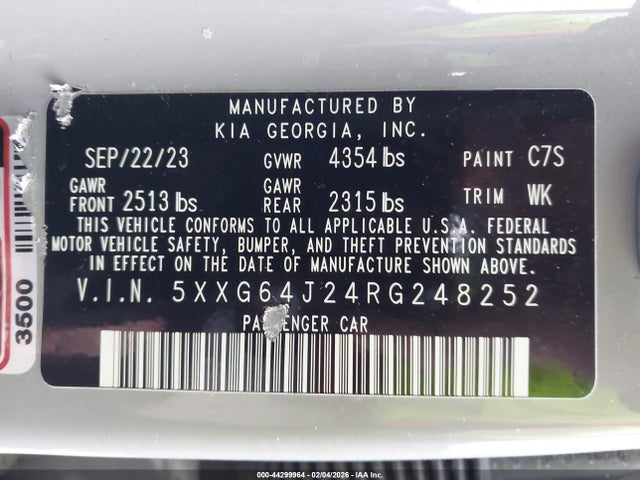 MANUFACTURED BY
KIA GEORGIA, INC.
SEP/22/23 GVWR 4354 lbs PAINT C7S
GAWR FRONT 2513 lbs GAWR REAR 2315 lbs TRIM WK
THIS VEHICLE CONFORMS TO ALL APPLICABLE U.S.A. FEDERAL
MOTOR VEHICLE SAFETY, BUMPER, AND THEFT PREVENTION STANDARDS
IN EFFECT ON THE DATE OF MANUFACTURE SHOWN ABOVE.
V.I.N. 5XXG64J24RG248252
PASSENGER CAR
3500
000-44299964 | 02/04/2026 - IAA Inc.